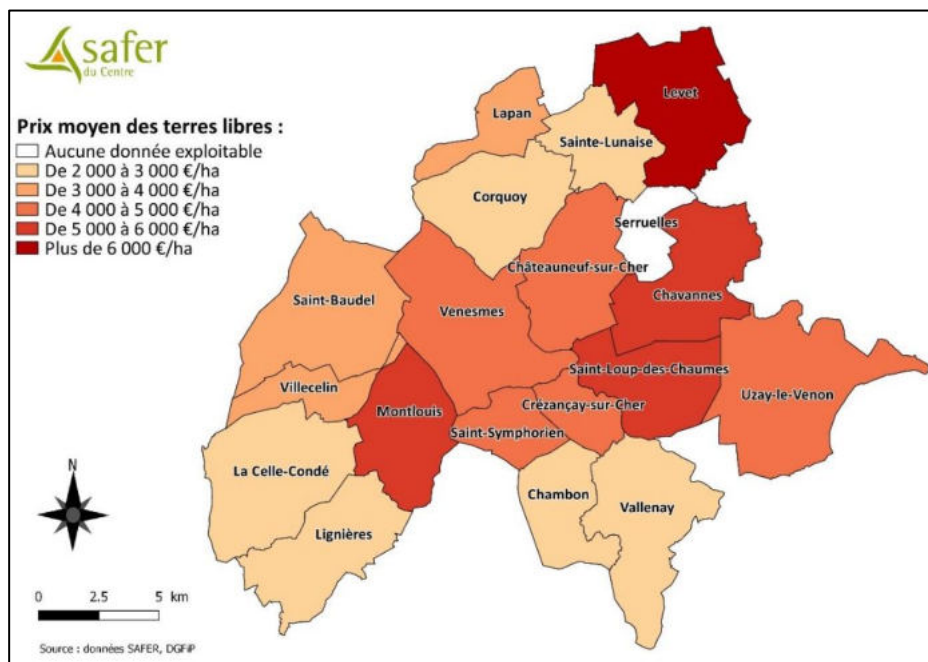 safer
du Centre
Prix moyen des terres libres :
Aucune donnée exploitable
De 2 000 à 3 000 €/ha
De 3 000 à 4 000 €/ha
De 4 000 à 5 000 €/ha
De 5 000 à 6 000 €/ha
Plus de 6 000 €/ha
Levet
Lapan
Sainte-Lunaise
Corquoy
Serruelles
Châteauneuf-sur-Cher
Chavannes
Saint-Baudel
Venesmes
Saint-Loup-des-Chaumes
Villecelin
Uzay-le-Venon
Montlouis
Crézançay-sur-Cher
Saint-Symphorien
La Celle-Condé
Chambon
Vallenay
Lignières
N
0 2.5 5 km
Source : données SAFER, DGFiP